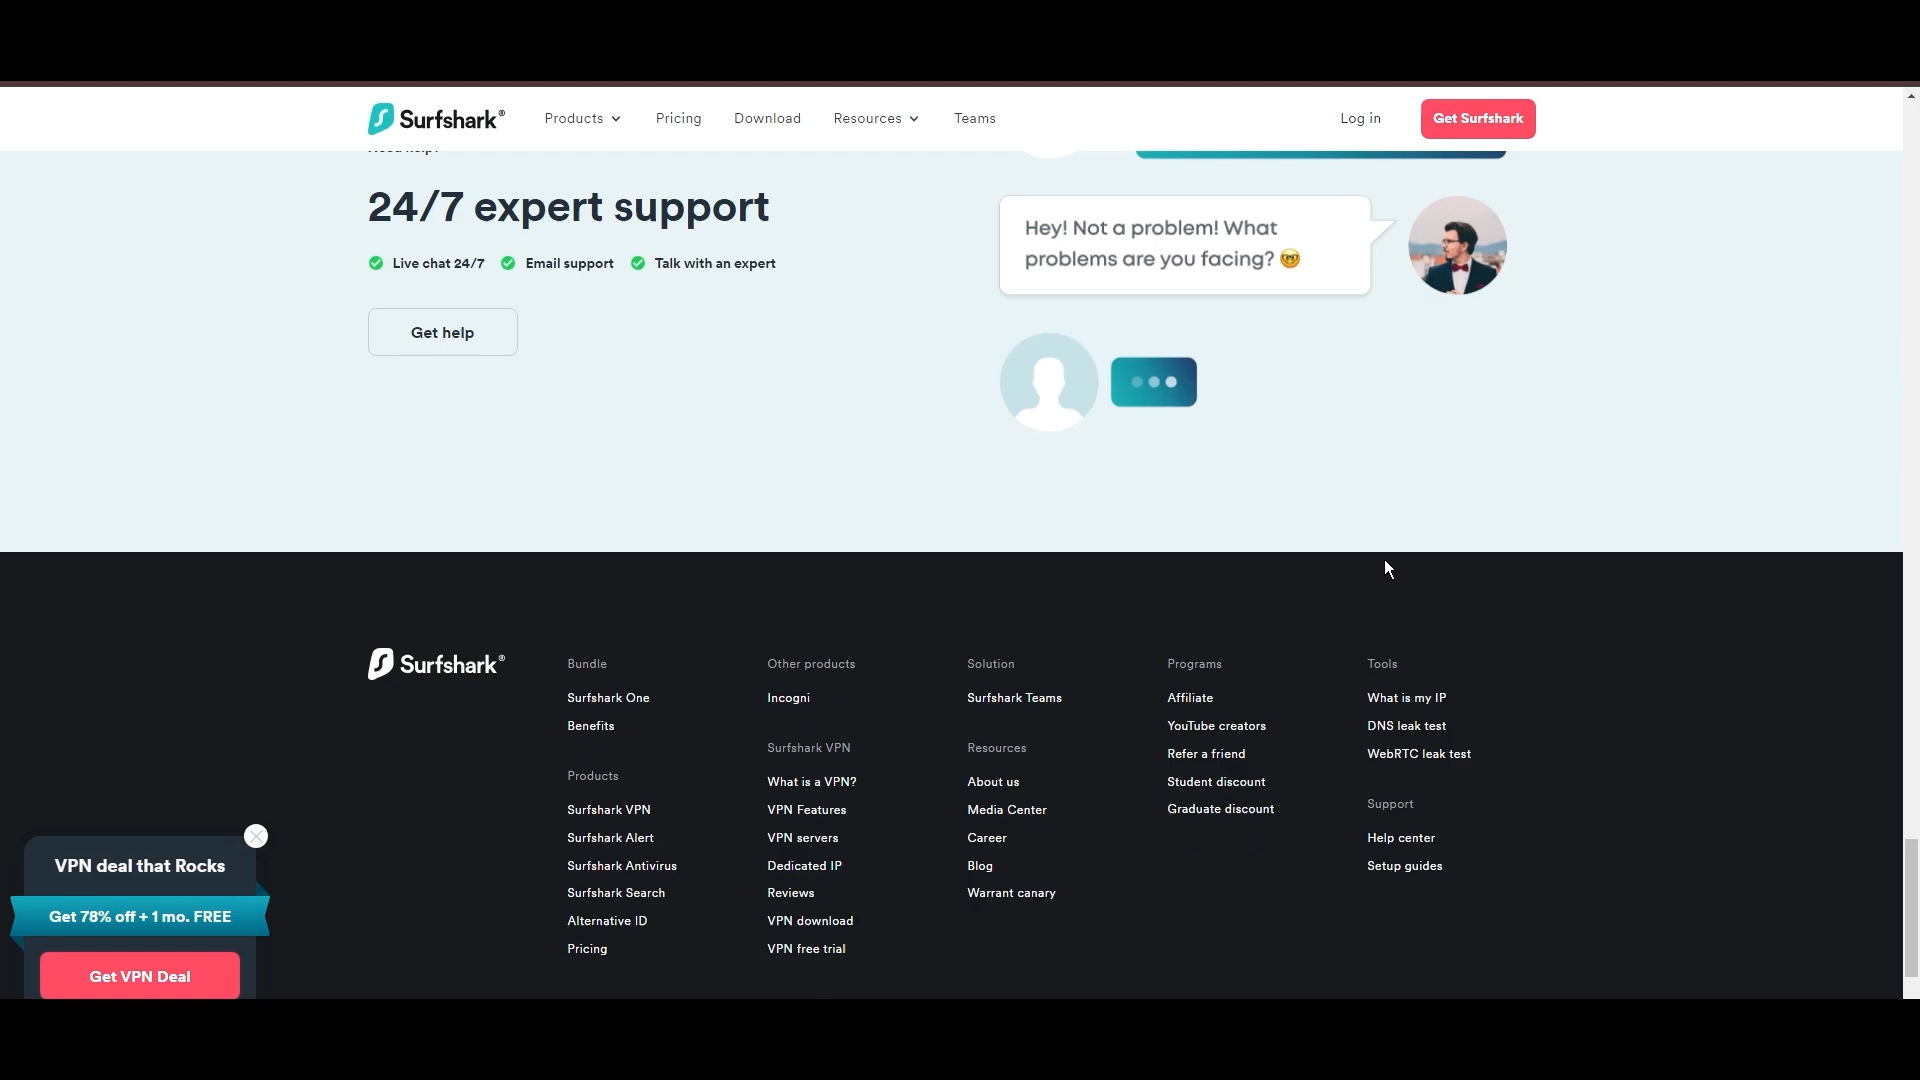 Surfshark®
Products
Pricing
Download
Resources
Teams
Log in
Get Surfshark
24/7 expert support
Live chat 24/7
Email support
Talk with an expert
Get help
Hey! Not a problem! What
problems are you facing? 🤓
Surfshark®
Bundle
Surfshark One
Benefits
Products
Surfshark VPN
Surfshark Alert
Surfshark Antivirus
Surfshark Search
Alternative ID
Pricing
Other products
Incogni
Surfshark VPN
What is a VPN?
VPN Features
VPN servers
Dedicated IP
Reviews
VPN download
VPN free trial
Solution
Surfshark Teams
Resources
About us
Media Center
Career
Blog
Warrant canary
Programs
Affiliate
YouTube creators
Refer a friend
Student discount
Graduate discount
Tools
What is my IP
DNS leak test
WebRTC leak test
Support
Help center
Setup guides
VPN deal that Rocks
Get 78% off + 1 mo. FREE
Get VPN Deal